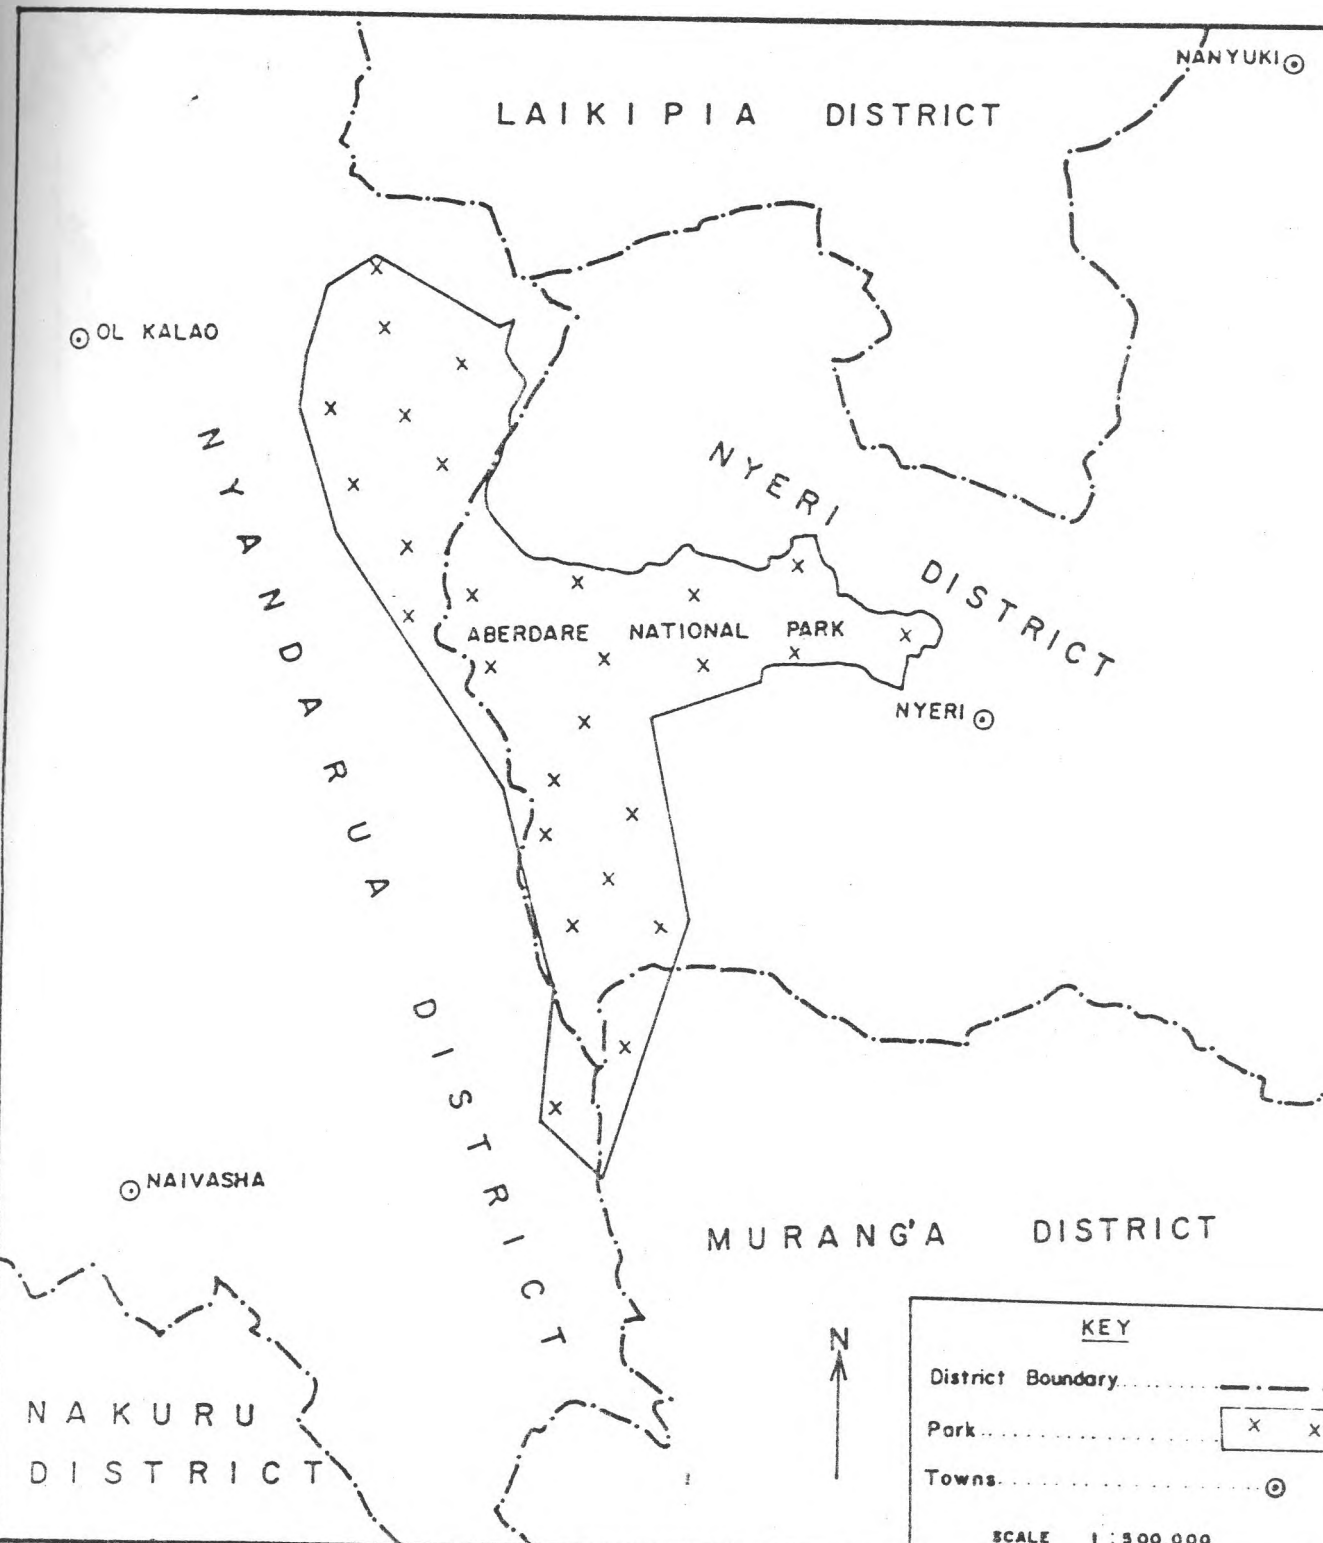 NANYUKI
LAIKIPIA DISTRICT
OL KALAO
NYANDARUA DISTRICT
NYERI DISTRICT
ABERDARE NATIONAL PARK
NYERI
NAIVASHA
MURANG'A DISTRICT
N
KEY
District Boundary
Park
Towns
NAKURU
DISTRICT
SCALE 1:500,000